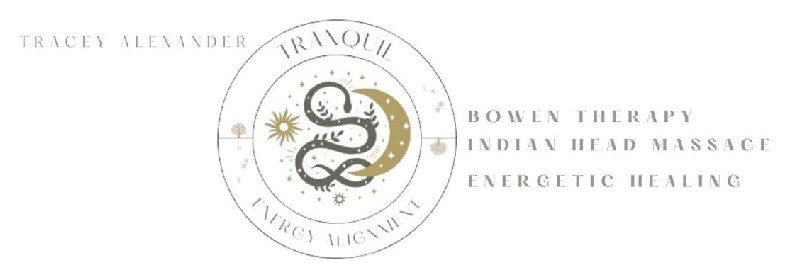 TRACEY ALEXANDER
TRANQUIL
ENERGY ALIGNMENT
BOWEN THERAPY
INDIAN HEAD MASSAGE
ENERGETIC HEALING